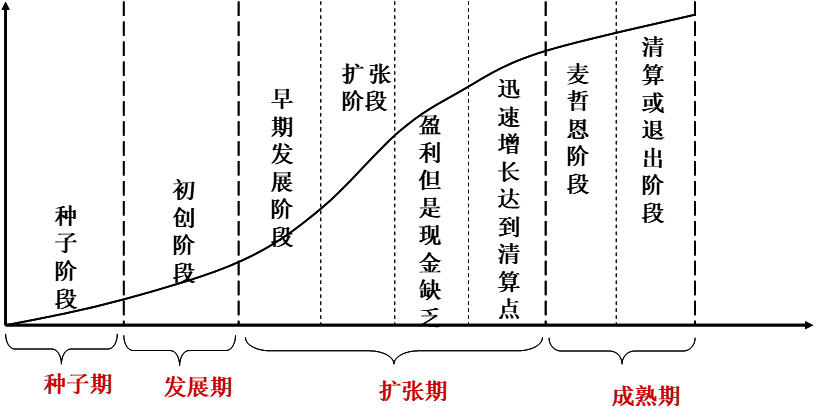 种子阶段
初创阶段
早期发展阶段
扩张
阶段
盈利但是现金缺乏
迅速增长达到清算点
麦哲恩阶段
清算或退出阶段
种子期
发展期
扩张期
成熟期